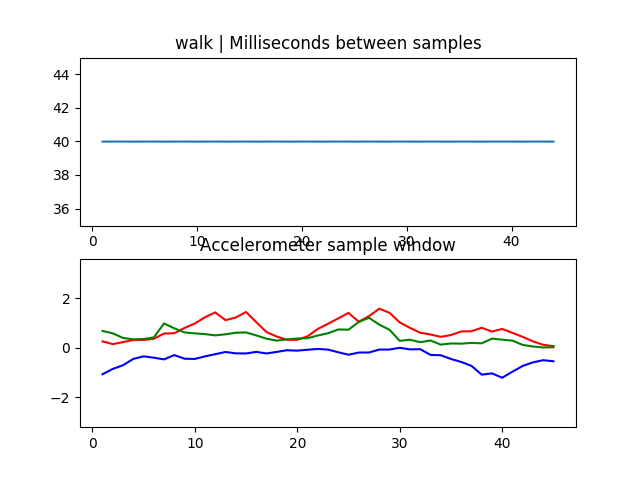 walk | Milliseconds between samples
44
42
40
38
36
0 10 20 30 40
Accelerometer sample window
2
0
−2
0 10 20 30 40